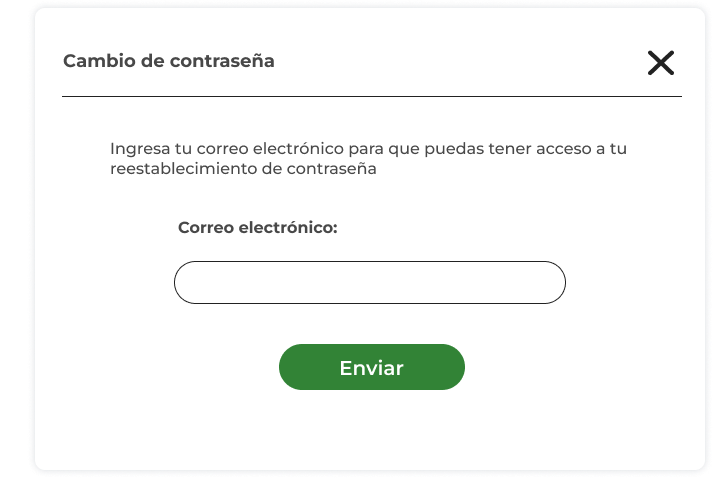 Cambio de contraseña
Ingresa tu correo electrónico para que puedas tener acceso a tu
reestablecimiento de contraseña
Correo electrónico:
Enviar